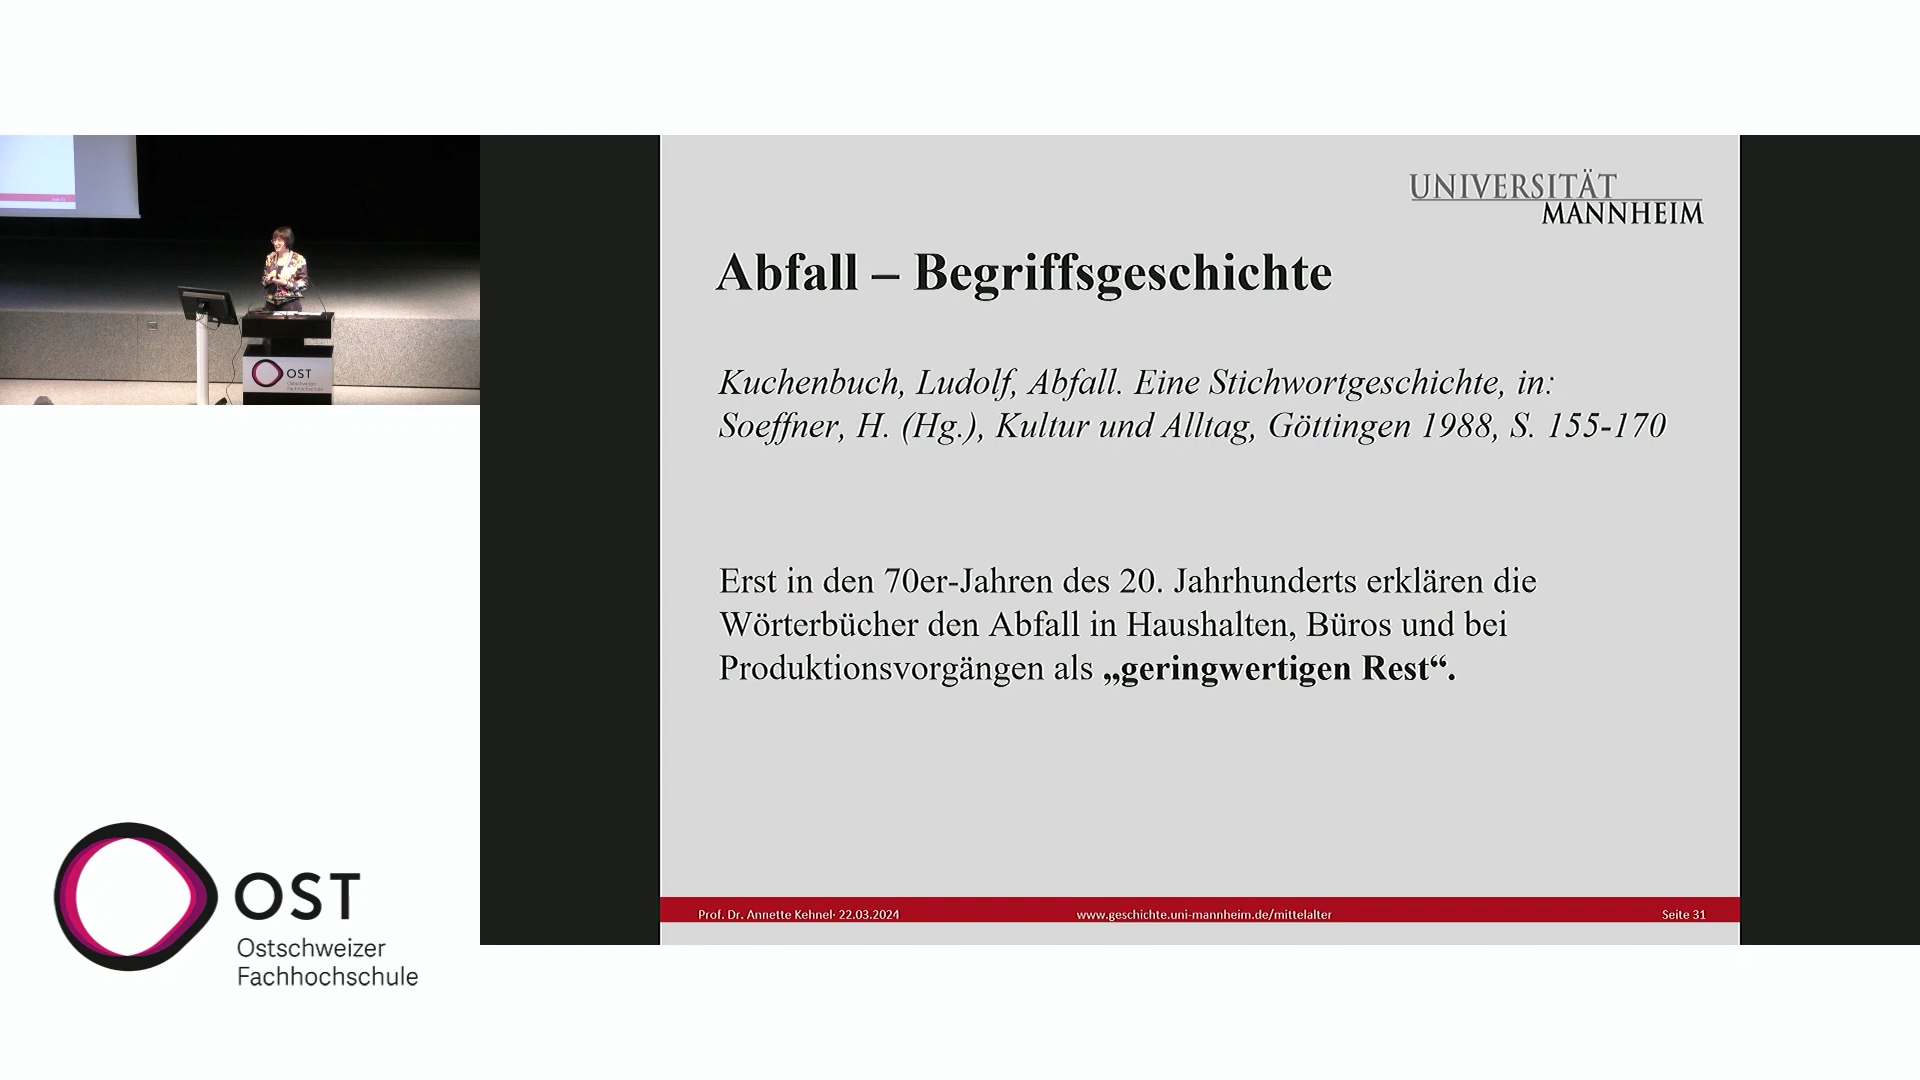 UNIVERSITÄT
MANNHEIM
Abfall – Begriffsgeschichte
Kuchenbuch, Ludolf, Abfall. Eine Stichwortgeschichte, in:
Soeffner, H. (Hg.), Kultur und Alltag, Göttingen 1988, S. 155-170
Erst in den 70er-Jahren des 20. Jahrhunderts erklären die
Wörterbücher den Abfall in Haushalten, Büros und bei
Produktionsvorgängen als „geringwertigen Rest“.
Prof. Dr. Annette Kehnel· 22.03.2024
www.geschichte.uni-mannheim.de/mittelalter
Seite 31
OST
Ostschweizer
Fachhochschule
OST
Ostschweizer
Fachhochschule